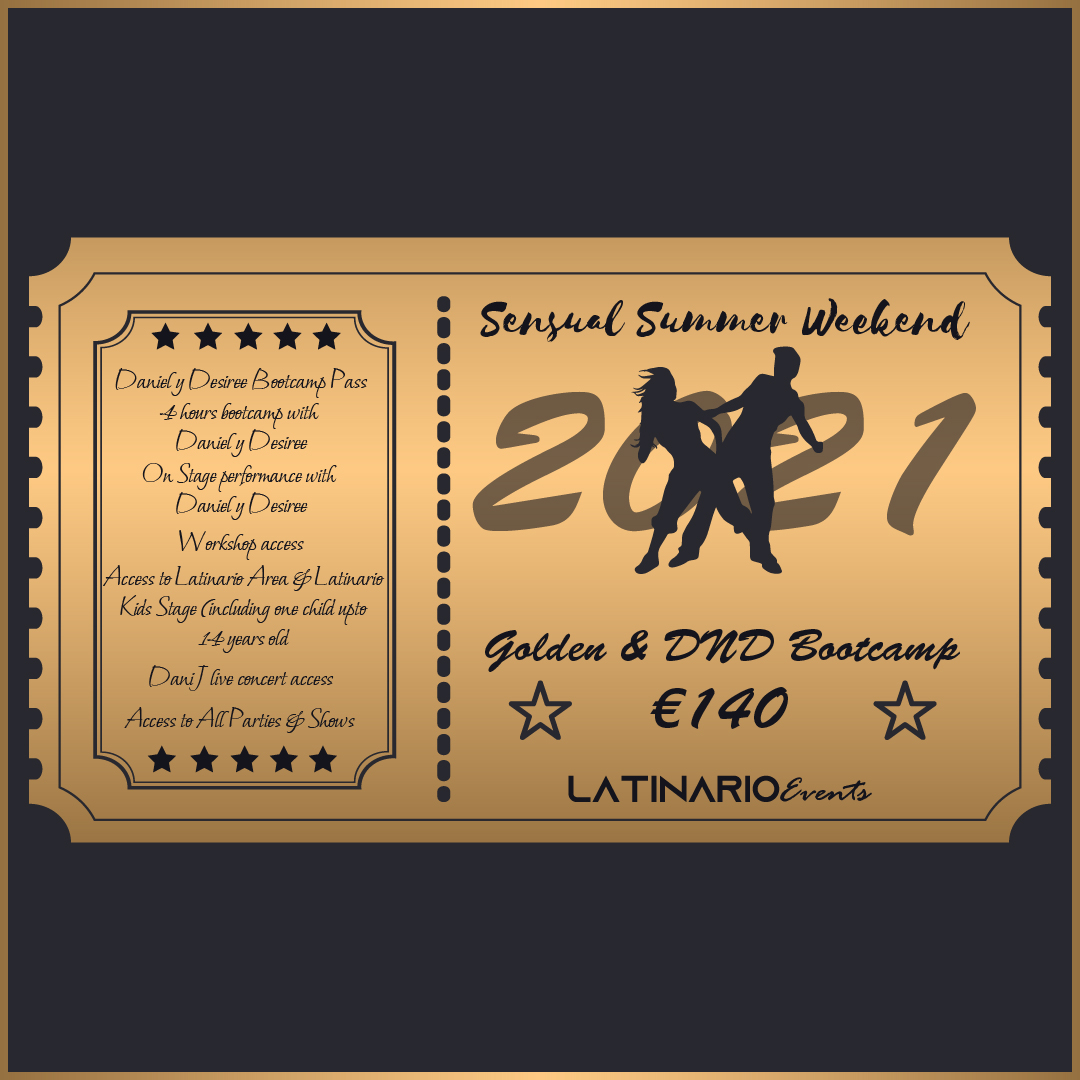 Daniel y Desiree Bootcamp Pass
4 hours bootcamp with
Daniel y Desiree
On Stage performance with
Daniel y Desiree
Workshop access
Access to Latinario Area & Latinario
Kids Stage (including one child upto
14 years old
Dani J live concert access
Access to All Parties & Shows
Sensual Summer Weekend
2021
Golden & DND Bootcamp
€140
LATINARIO Events